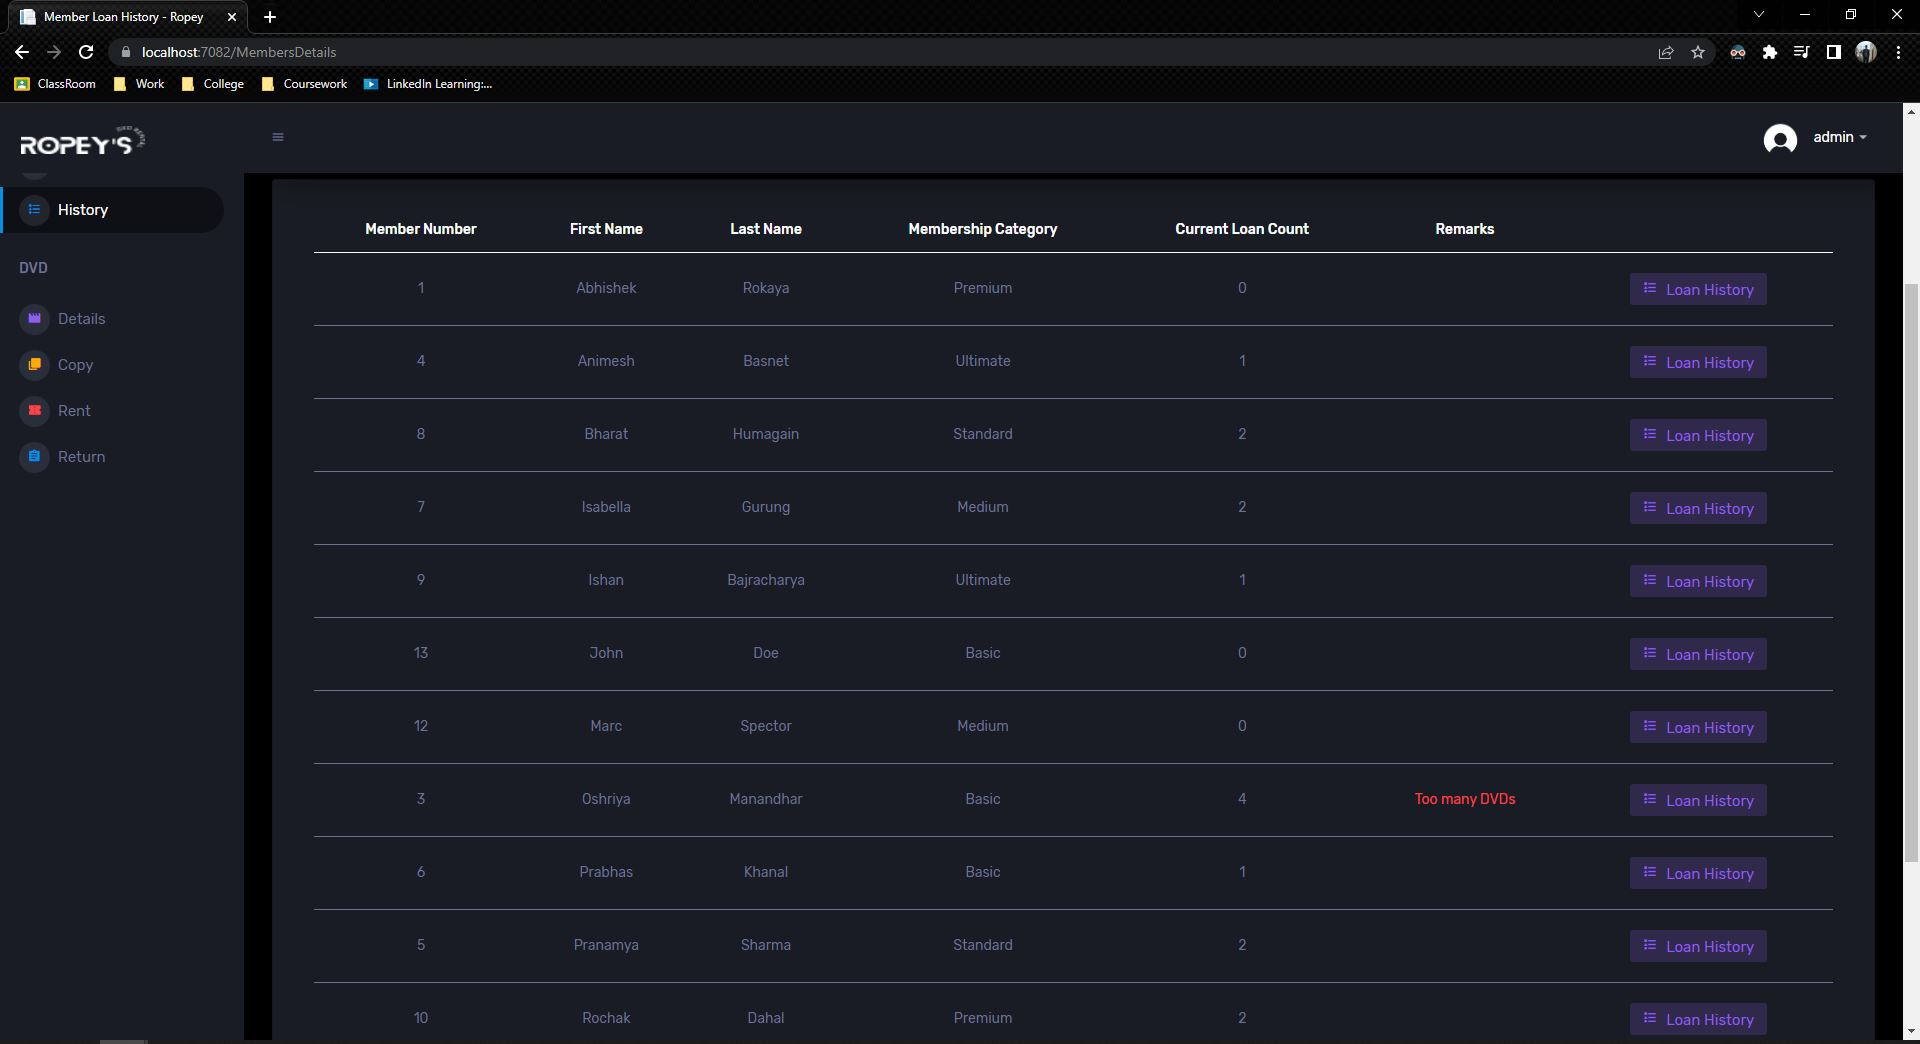 Member Loan History - Ropey
localhost:7082/MembersDetails
ClassRoom Work College Coursework LinkedIn Learning:...
ROPEY'S
admin
History
DVD
Details
Copy
Rent
Return
Member Number First Name Last Name Membership Category Current Loan Count Remarks
1 Abhishek Rokaya Premium 0 Loan History
4 Animesh Basnet Ultimate 1 Loan History
8 Bharat Humagain Standard 2 Loan History
7 Isabella Gurung Medium 2 Loan History
9 Ishan Bajracharya Ultimate 1 Loan History
13 John Doe Basic 0 Loan History
12 Marc Spector Medium 0 Loan History
3 Oshriya Manandhar Basic 4 Too many DVDs Loan History
6 Prabhas Khanal Basic 1 Loan History
5 Pranamya Sharma Standard 2 Loan History
10 Rochak Dahal Premium 2 Loan History